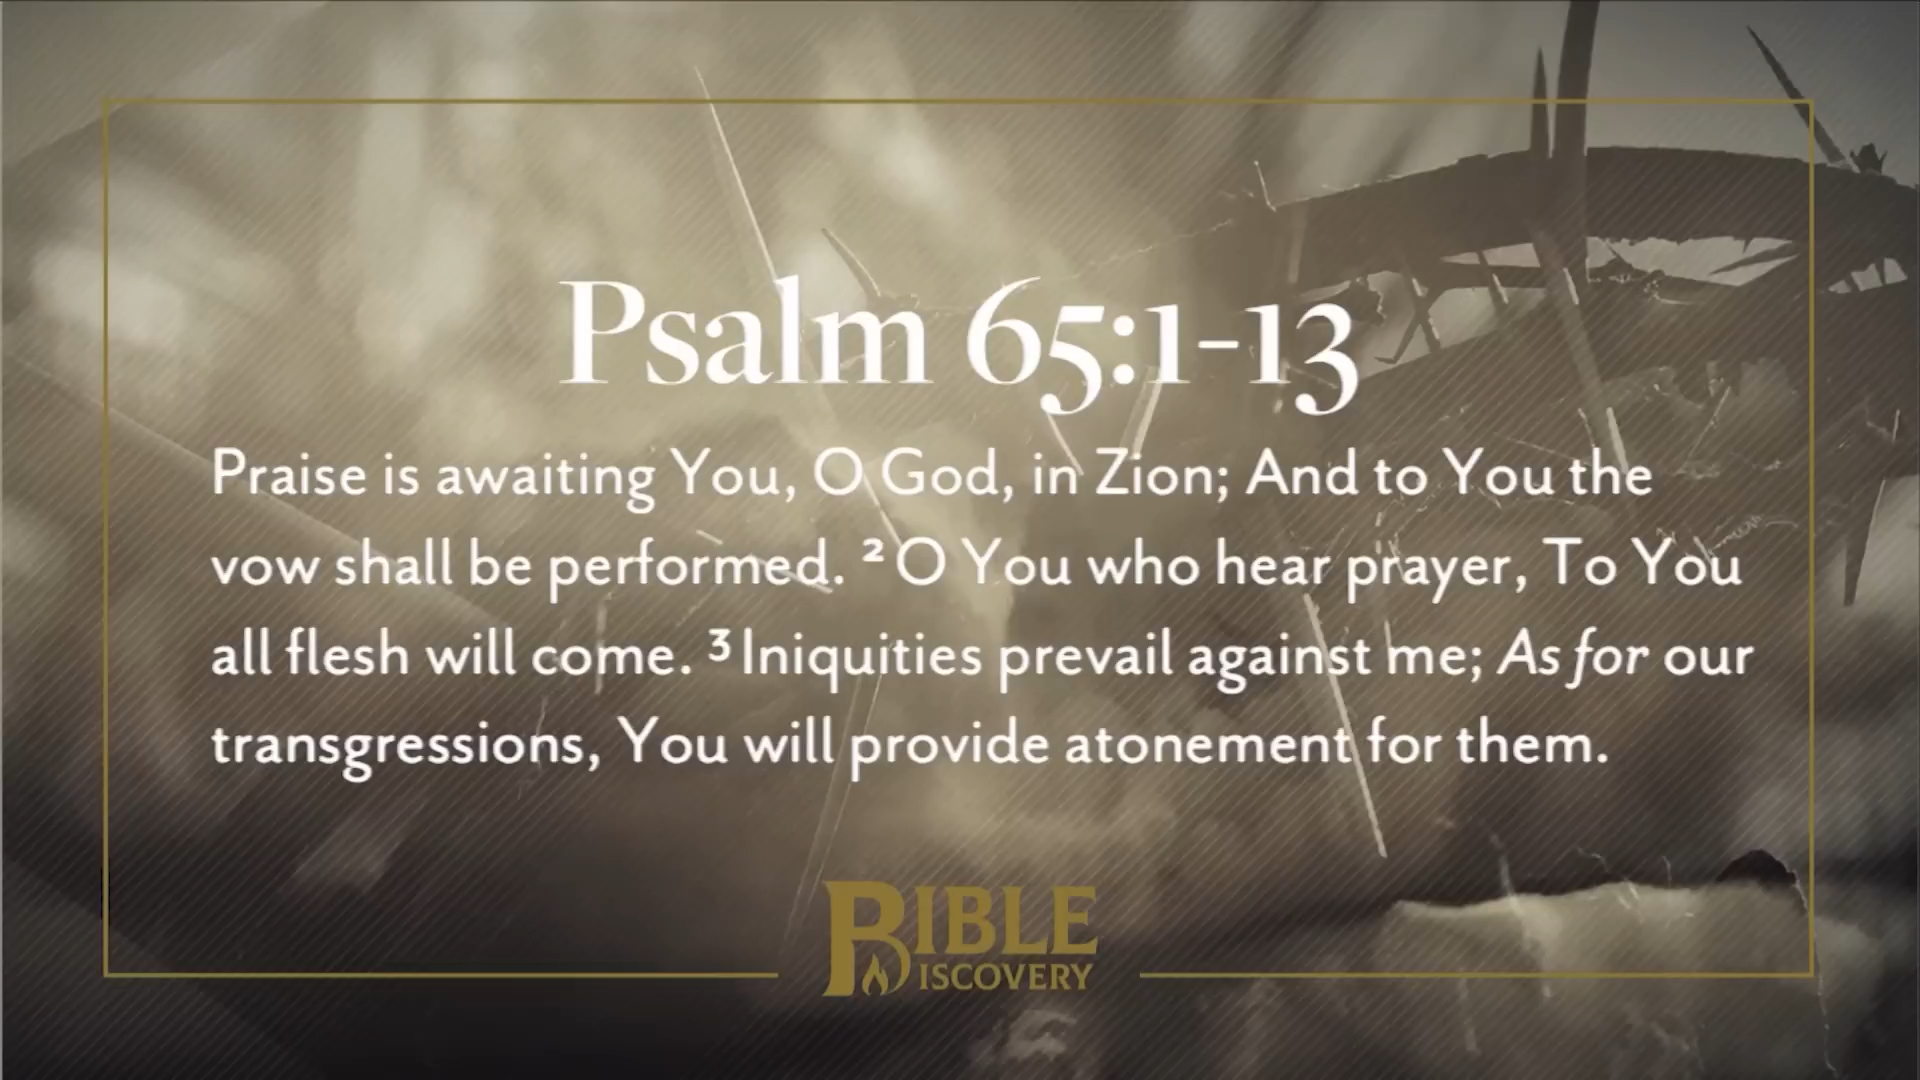 Psalm 65:1-13
Praise is awaiting You, O God, in Zion; And to You the
vow shall be performed. ² O You who hear prayer, To You
all flesh will come. ³ Iniquities prevail against me; As for our
transgressions, You will provide atonement for them.
BIBLE
DISCOVERY